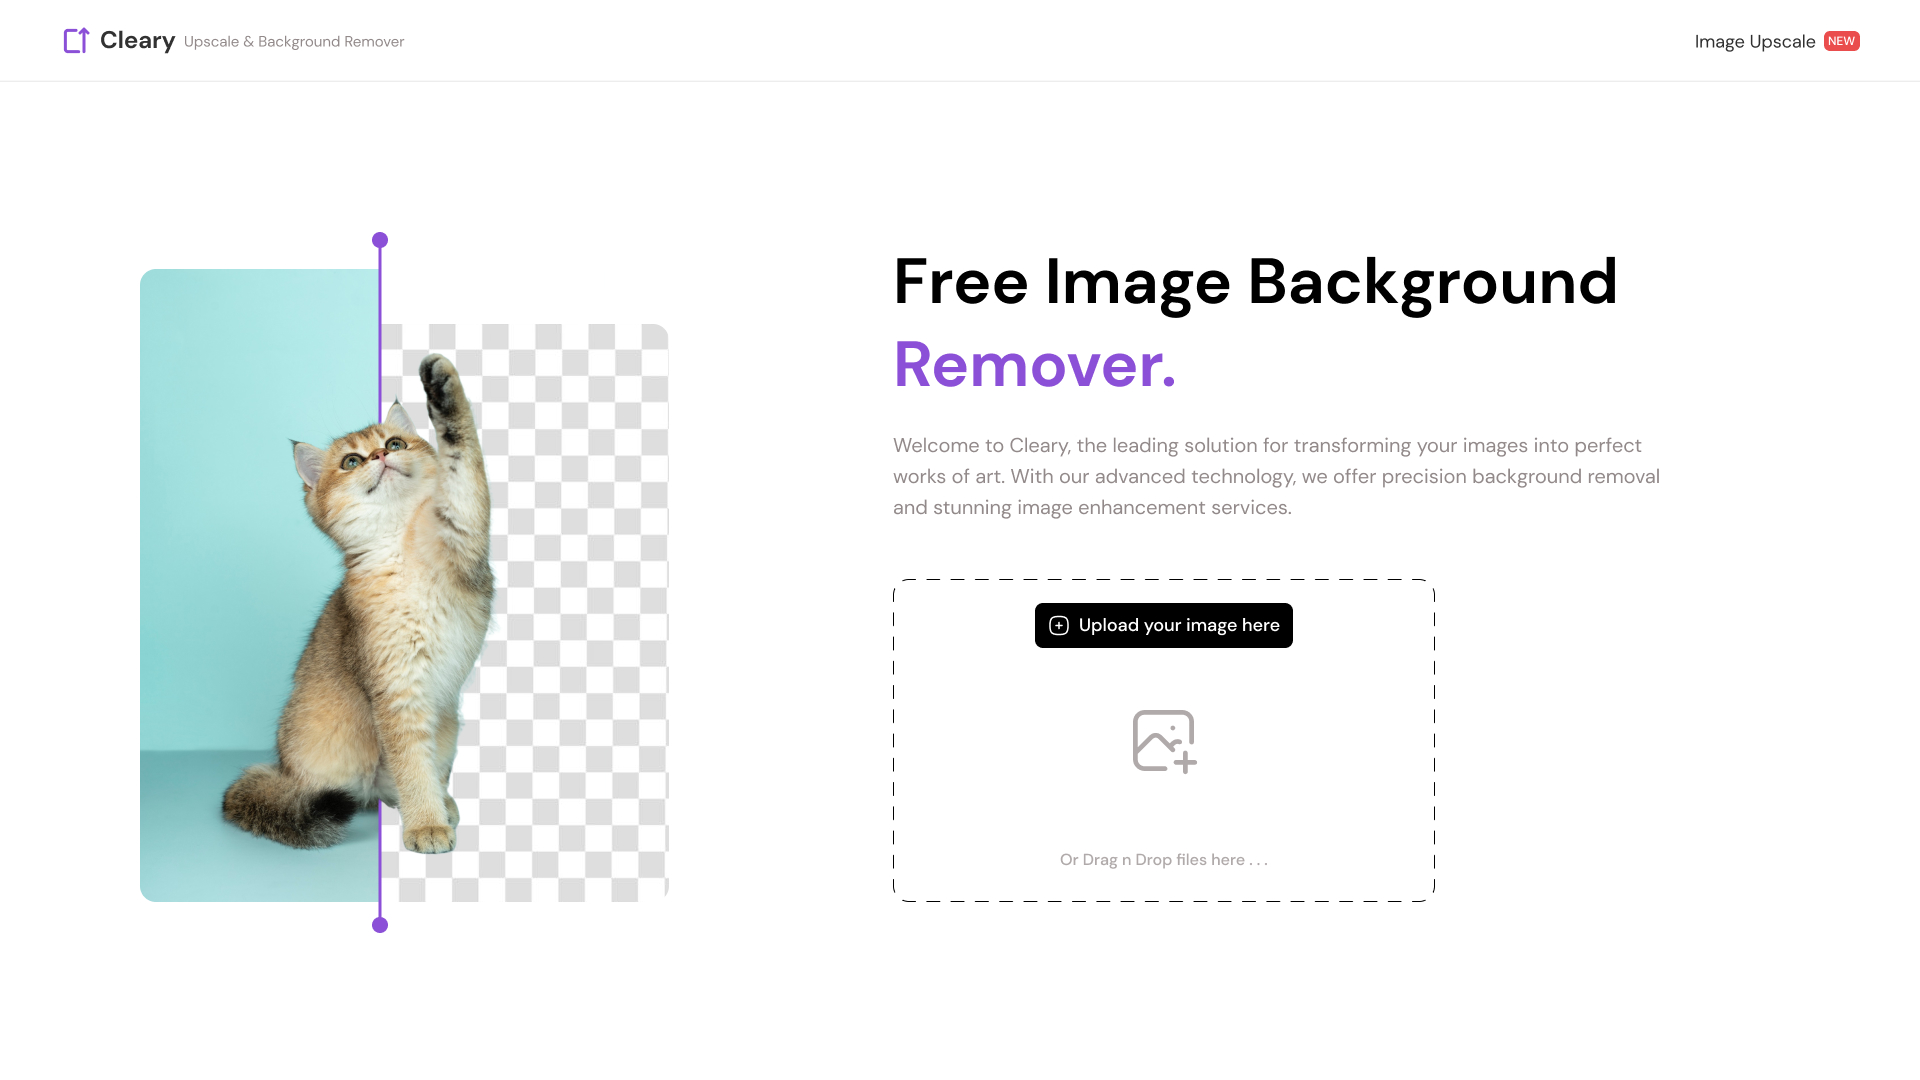 Cleary Upscale & Background Remover
Image Upscale NEW
Free Image Background
Remover.
Welcome to Cleary, the leading solution for transforming your images into perfect
works of art. With our advanced technology, we offer precision background removal
and stunning image enhancement services.
Upload your image here
Or Drag n Drop files here . . .